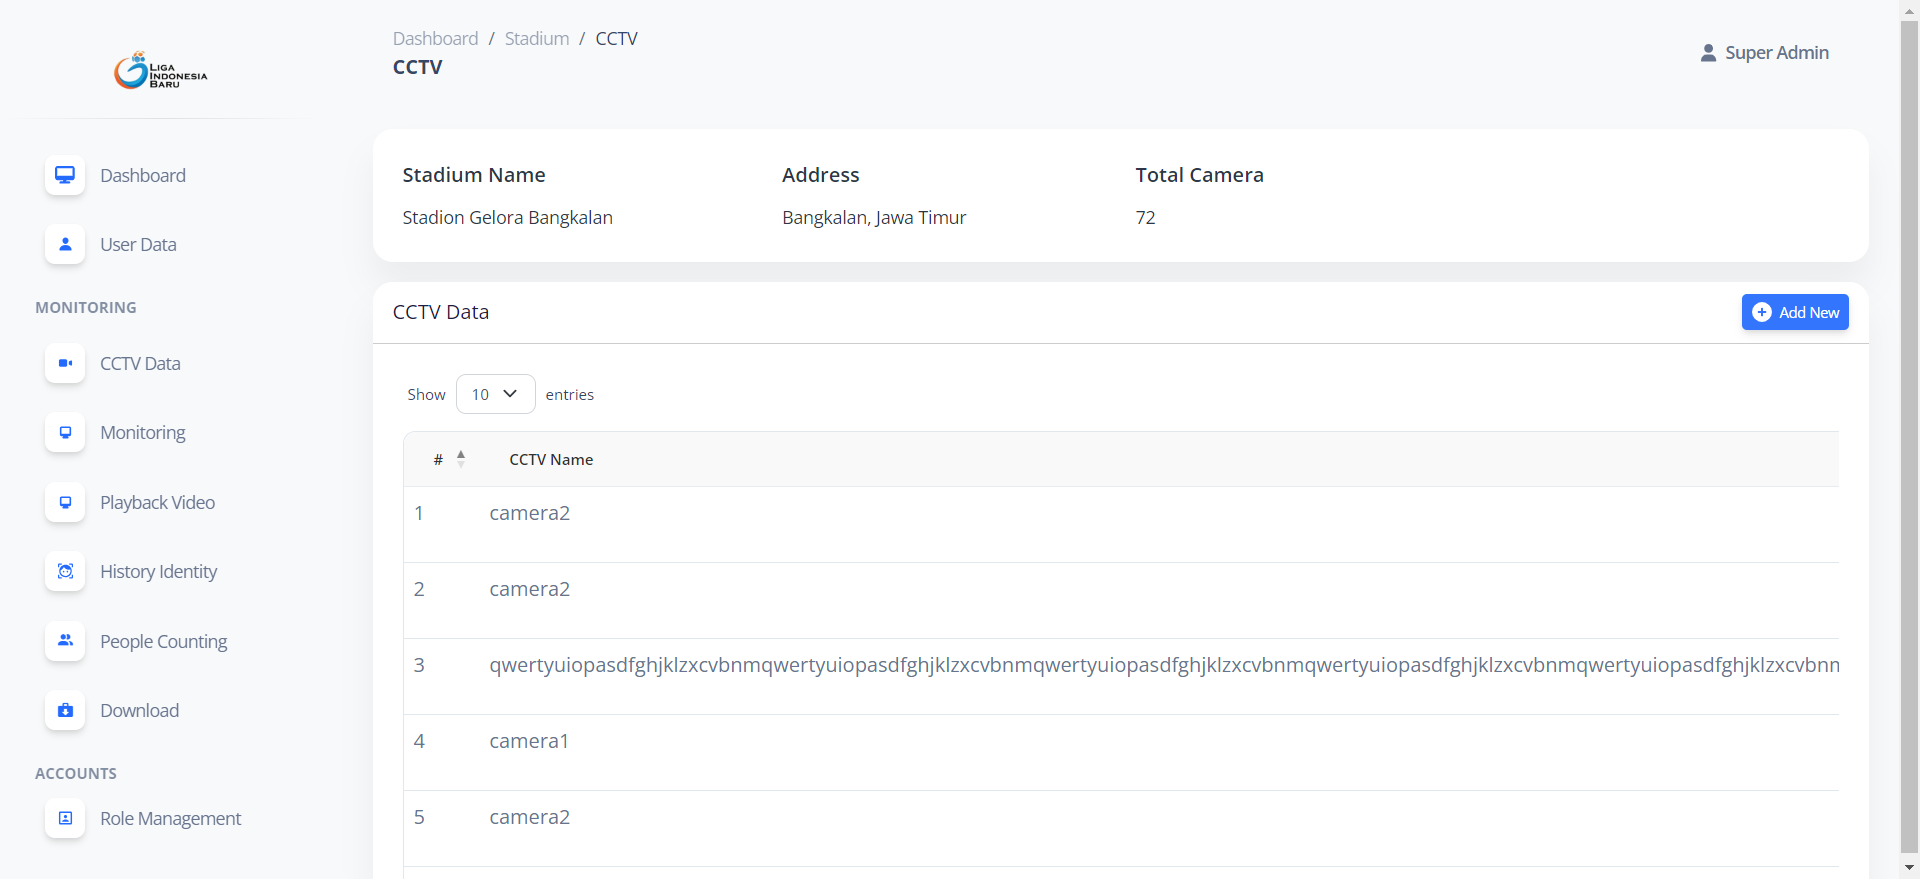 Dashboard / Stadium / CCTV
CCTV
Super Admin
LIGA
INDONESIA
BARU
Dashboard
User Data
MONITORING
CCTV Data
Monitoring
Playback Video
History Identity
People Counting
Download
ACCOUNTS
Role Management
Stadium Name Address Total Camera
Stadion Gelora Bangkalan Bangkalan, Jawa Timur 72
CCTV Data
Add New
Show 10 entries
# CCTV Name
1 camera2
2 camera2
3 qwertyuiopasdfghjklzxcvbnmqwertyuiopasdfghjklzxcvbnmqwertyuiopasdfghjklzxcvbnmqwertyuiopasdfghjklzxcvbnmqwertyuiopasdfghjklzxcvbnm
4 camera1
5 camera2